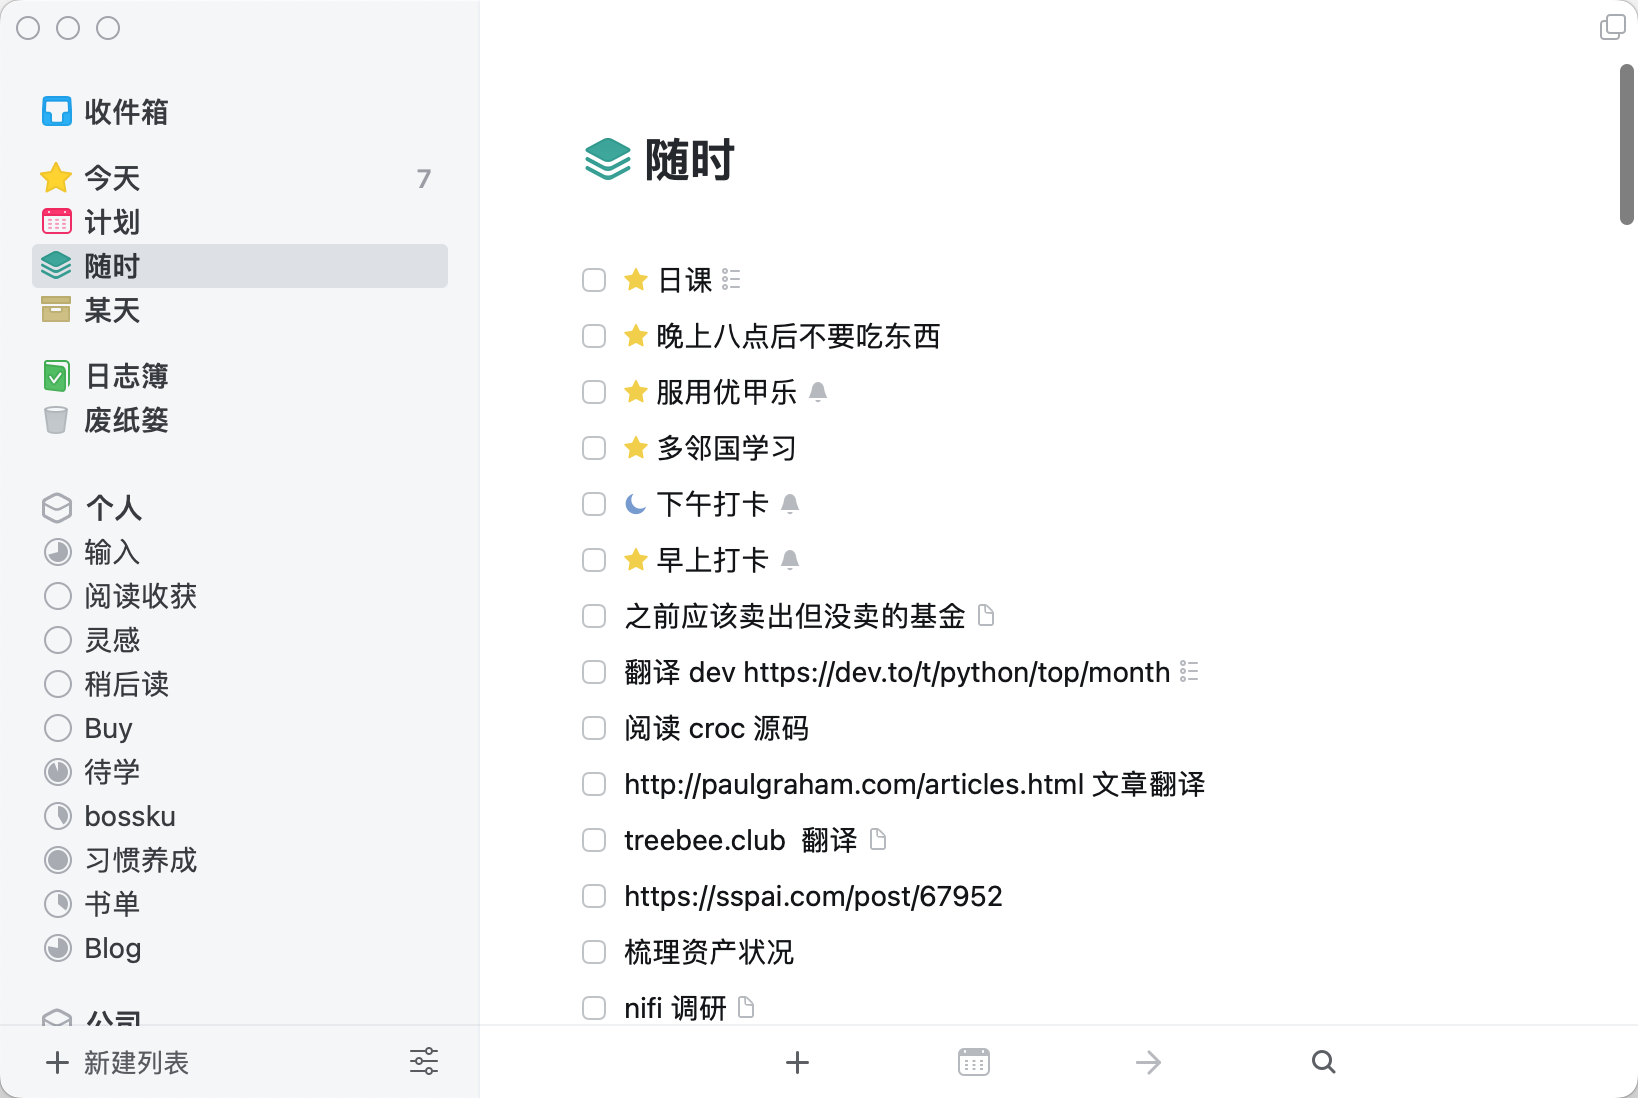 收件箱
今天 7
计划
随时
某天
日志簿
废纸篓
个人
输入
阅读收获
灵感
稍后读
Buy
待学
bossku
习惯养成
书单
Blog
公司
新建列表
随时
日课
晚上八点后不要吃东西
服用优甲乐
多邻国学习
下午打卡
早上打卡
之前应该卖出但没卖的基金
翻译 dev https://dev.to/t/python/top/month
阅读 croc 源码
http://paulgraham.com/articles.html 文章翻译
treebee.club  翻译
https://sspai.com/post/67952
梳理资产状况
nifi 调研